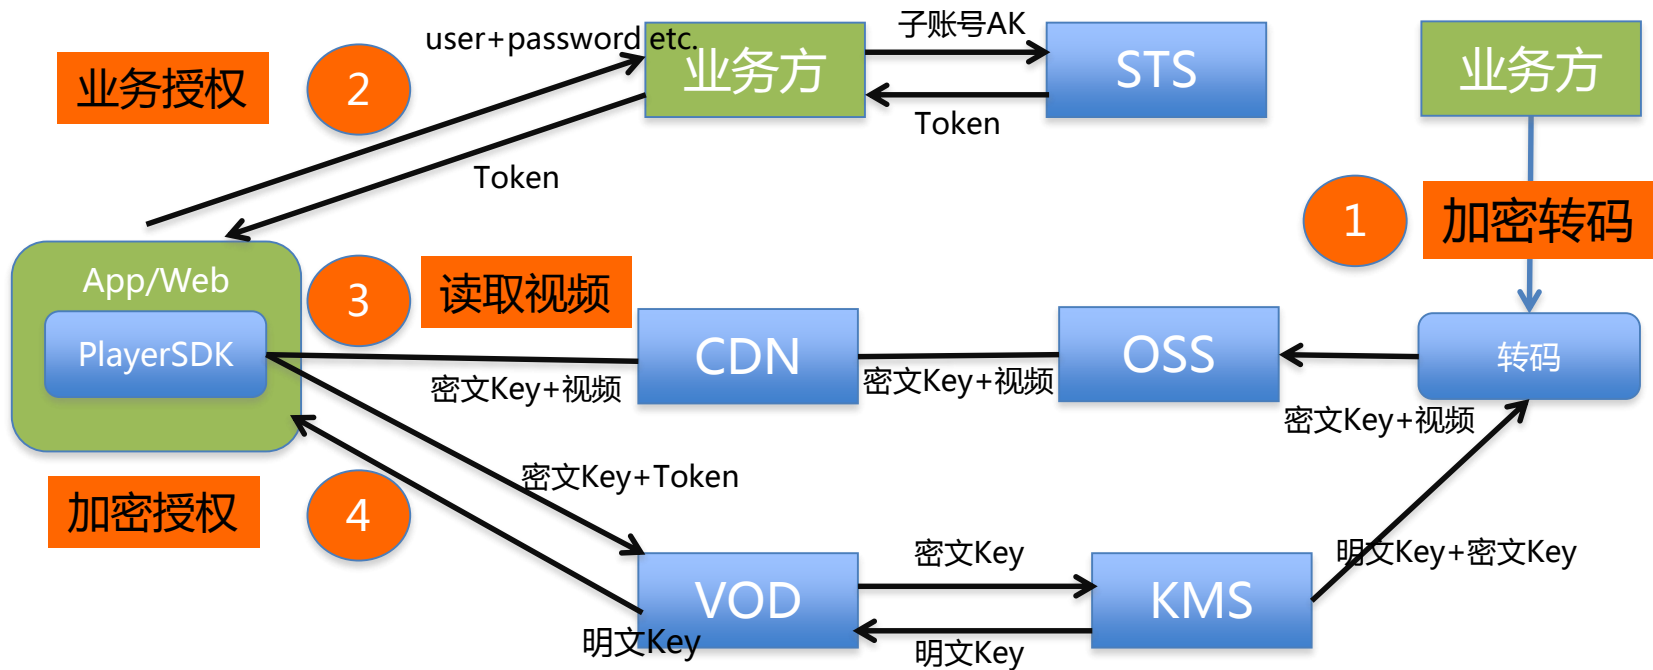 子账号AK
user+password etc.
业务授权
2
业务方
STS
业务方
Token
Token
1
加密转码
App/Web
3
读取视频
PlayerSDK
CDN
OSS
转码
密文Key+视频
密文Key+视频
密文Key+视频
密文Key+Token
加密授权
4
密文Key
明文Key+密文Key
VOD
KMS
明文Key
明文Key